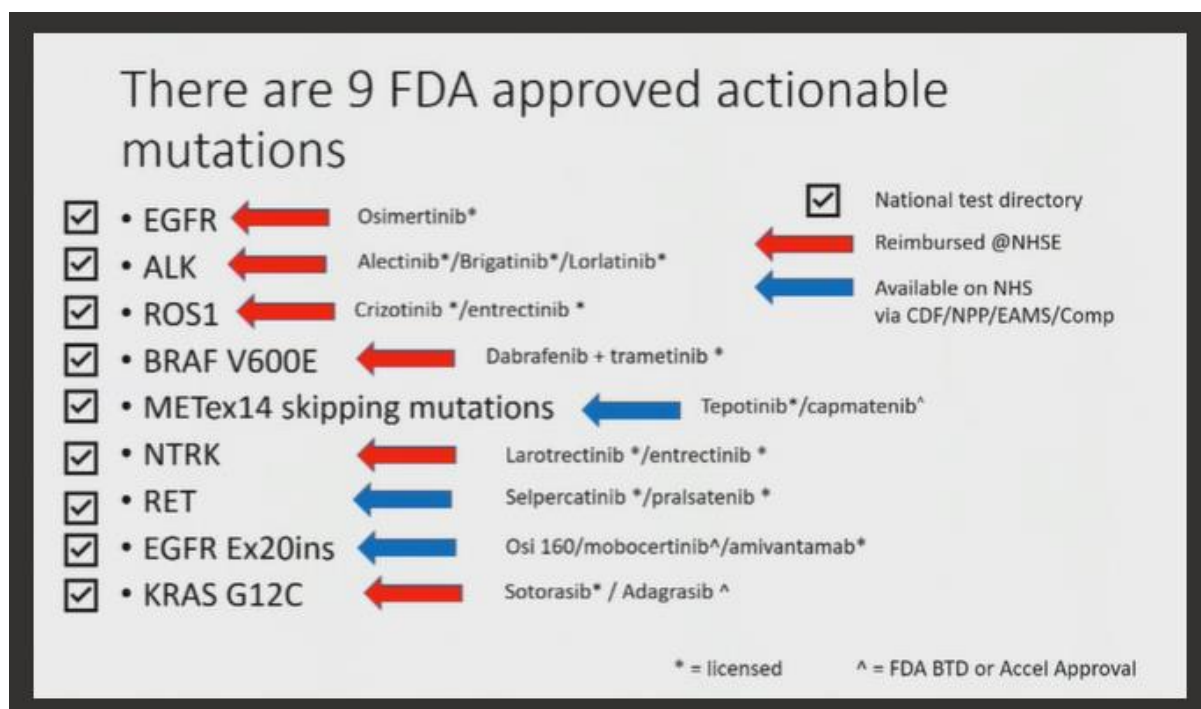 There are 9 FDA approved actionable
mutations
• EGFR Osimertinib*
• ALK Alectinib*/Brigatinib*/Lorlatinib*
• ROS1 Crizotinib */entrectinib *
• BRAF V600E Dabrafenib + trametinib *
• METex14 skipping mutations Tepotinib*/capmatenib^
• NTRK Larotrectinib */entrectinib *
• RET Selpercatinib */pralsatenib *
• EGFR Ex20ins Osi 160/mobocertinib^/amivantamab*
• KRAS G12C Sotorasib* / Adagrasib ^
National test directory
Reimbursed @NHSE
Available on NHS
via CDF/NPP/EAMS/Comp
* = licensed ^ = FDA BTD or Accel Approval